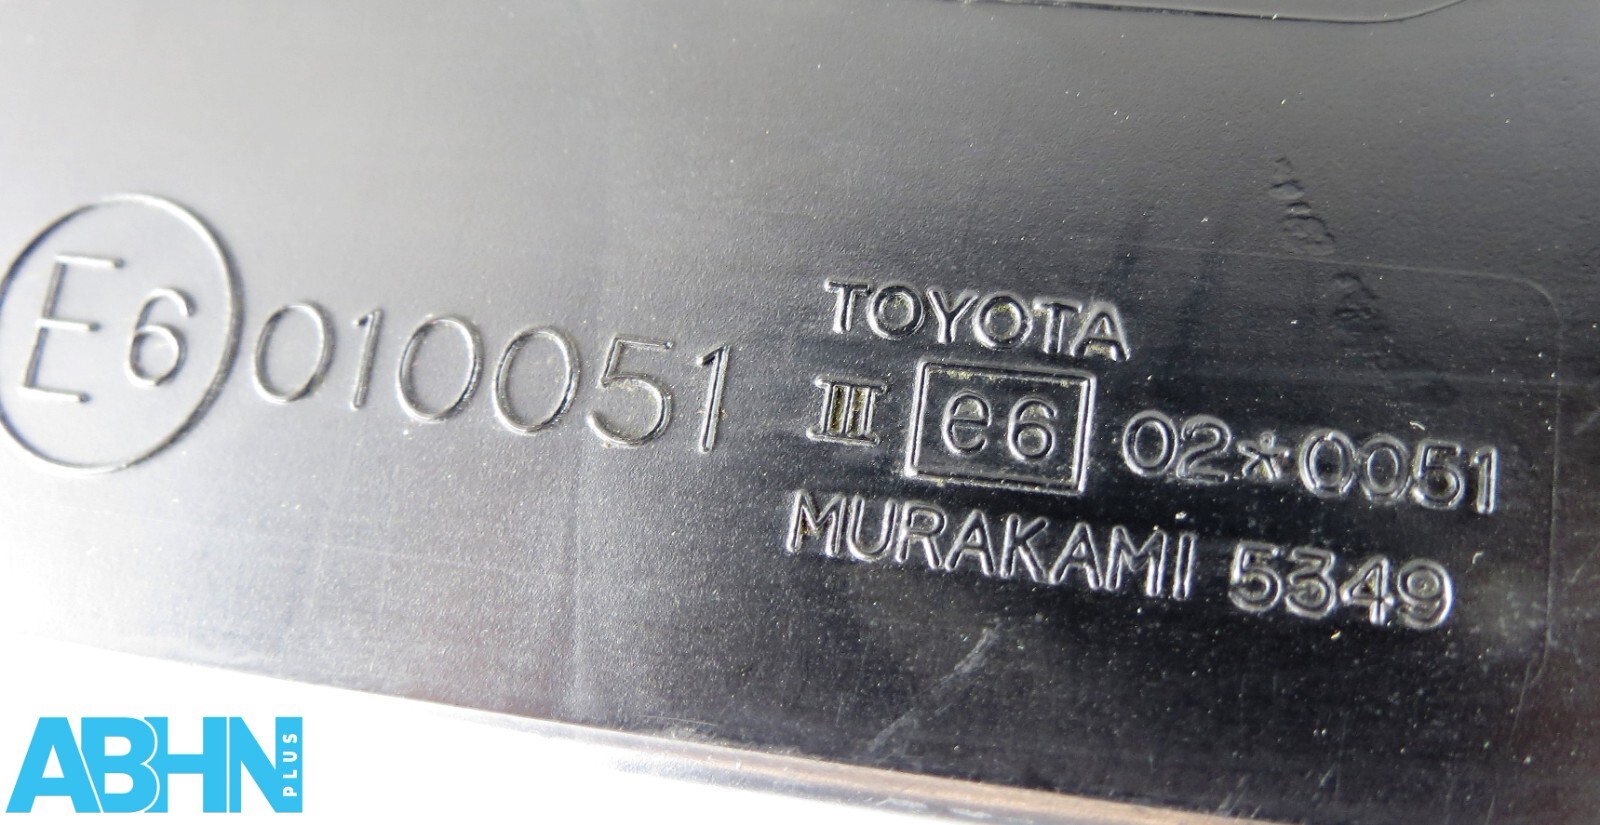 E6 010051
TOYOTA
III e6 02*0051
MURAKAMI 5349
ABHN PLUS